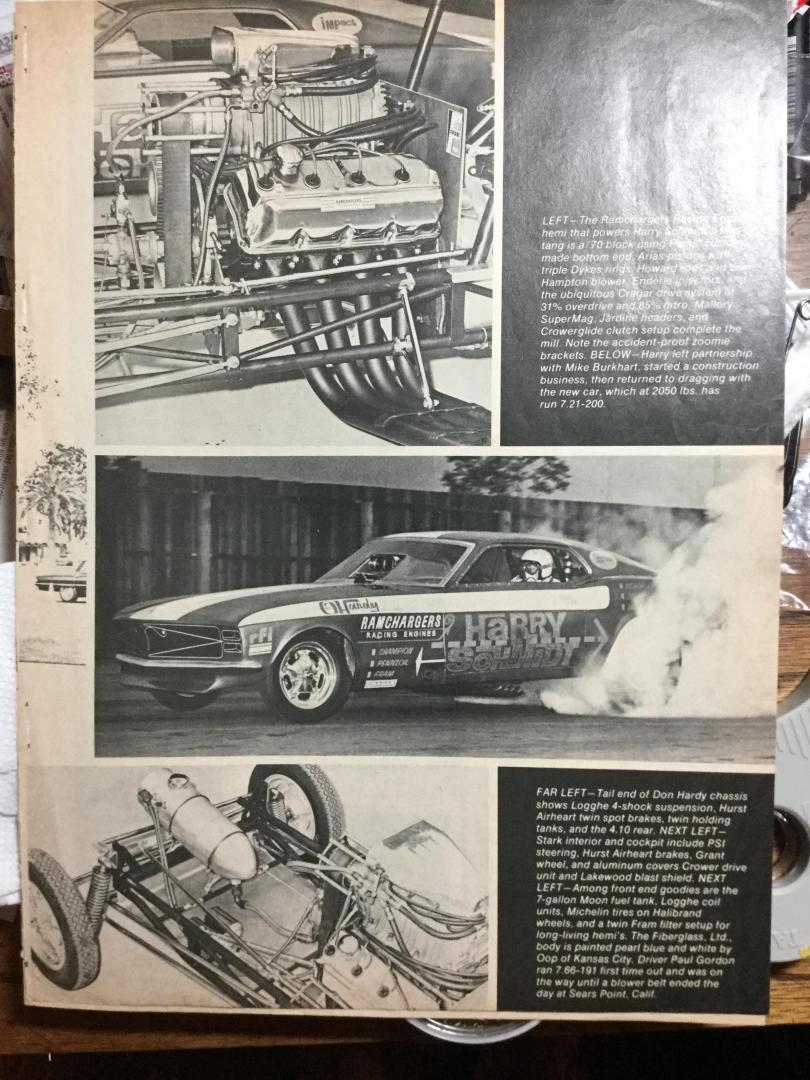 impact
RAMCHARGERS
LEFT—The Ramchargers Racing
hemi that powers Harry Schmidt's Mus-
tang is a '70 block using
made bottom end, Arias pistons with
triple Dykes rings, Howard rods and
Hampton blower, Enderle injectors, and
the ubiquitous Cragar drive system at
31% overdrive and 85% nitro. Mallory
SuperMag, Jardine headers, and
Crowerglide clutch setup complete the
mill. Note the accident-proof zoomie
brackets. BELOW—Harry left partnership
with Mike Burkhart, started a construction
business, then returned to dragging with
the new car, which at 2050 lbs. has
run 7.21-200.
Hardy
RAMCHARGERS
RACING ENGINES
rfi
CHAMPION
PENNZOIL
FRAM
HARRY
SCHMIDT
FAR LEFT—Tail end of Don Hardy chassis
shows Logghe 4-shock suspension, Hurst
Airheart twin spot brakes, twin holding
tanks, and the 4.10 rear. NEXT LEFT—
Stark interior and cockpit include PSI
steering, Hurst Airheart brakes, Grant
wheel, and aluminum covers Crower drive
unit and Lakewood blast shield. NEXT
LEFT—Among front end goodies are the
7-gallon Moon fuel tank, Logghe coil
units, Michelin tires on Halibrand
wheels, and a twin Fram filter setup for
long-living hemi's. The Fiberglass, Ltd.,
body is painted pearl blue and white by
Oop of Kansas City. Driver Paul Gordon
ran 7.66-191 first time out and was on
the way until a blower belt ended the
day at Sears Point, Calif.